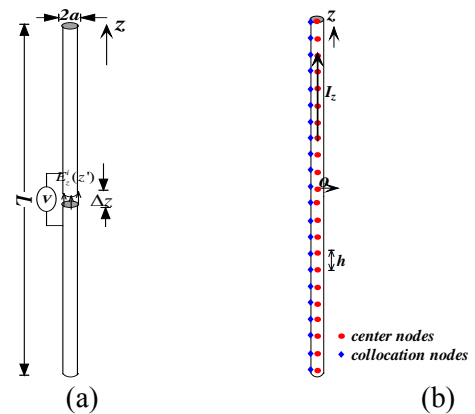 2a
z
E_z^i(z')
V
Δz
L
(a)
z
I_z
o
h
center nodes
collocation nodes
(b)